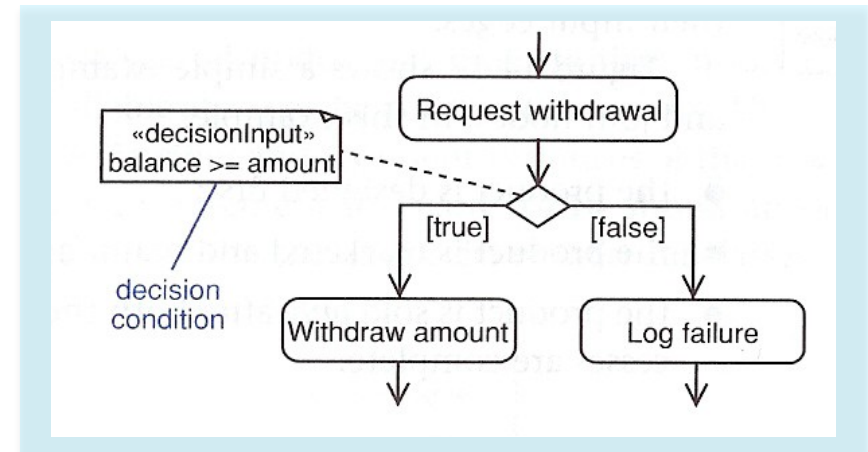 Request withdrawal
«decisionInput»
balance >= amount
[true]
[false]
decision
condition
Withdraw amount
Log failure